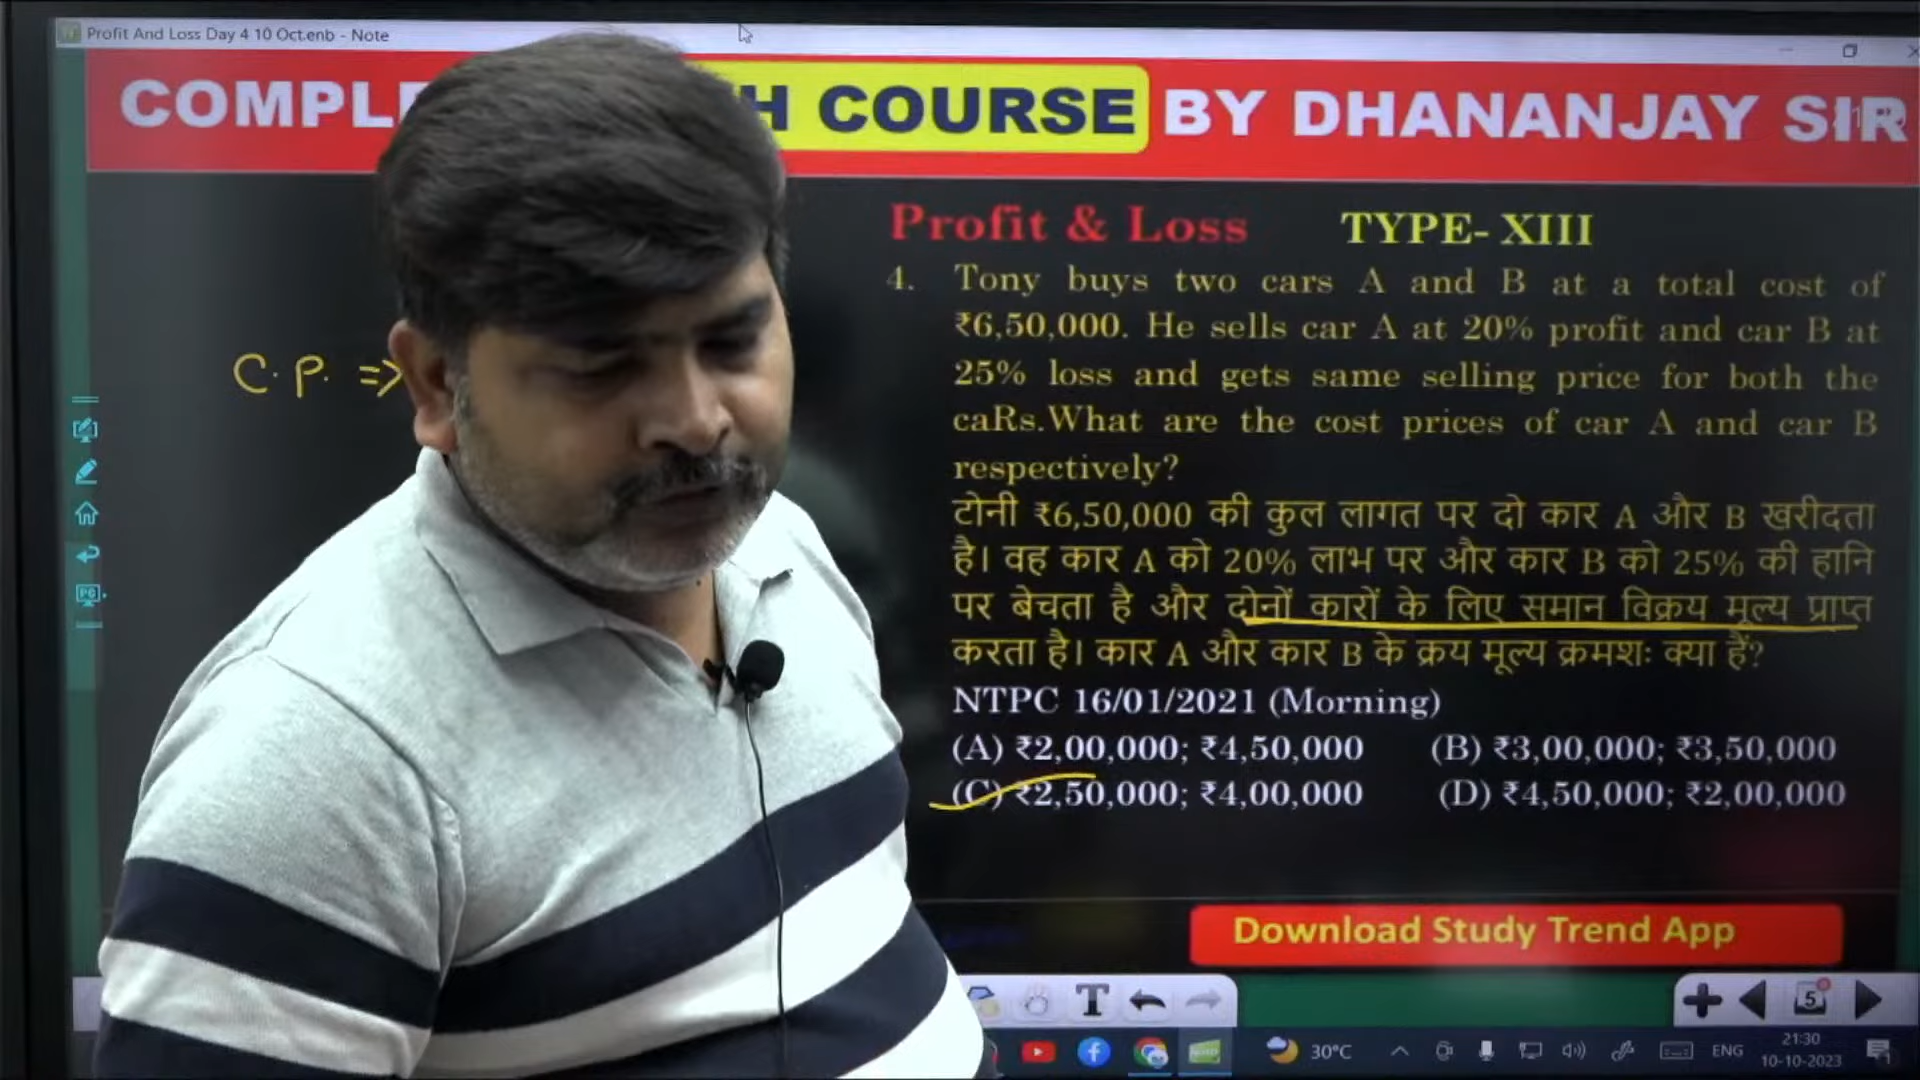 Profit And Loss Day 4 10 Oct.enb - Note
COMPLE H COURSE BY DHANANJAY SIR
Profit & Loss TYPE- XIII
4. Tony buys two cars A and B at a total cost of
₹6,50,000. He sells car A at 20% profit and car B at
C. P. =>
25% loss and gets same selling price for both the
caRs.What are the cost prices of car A and car B
respectively?
टोनी ₹6,50,000 की कुल लागत पर दो कार A और B खरीदता
है। वह कार A को 20% लाभ पर और कार B को 25% की हानि
पर बेचता है और दोनों कारों के लिए समान विक्रय मूल्य प्राप्त
करता है। कार A और कार B के क्रय मूल्य क्रमशः क्या हैं?
NTPC 16/01/2021 (Morning)
(A) ₹2,00,000; ₹4,50,000 (B) ₹3,00,000; ₹3,50,000
(C) ₹2,50,000; ₹4,00,000 (D) ₹4,50,000; ₹2,00,000
Download Study Trend App
T 5
30°C ENG 21:30
10-10-2023